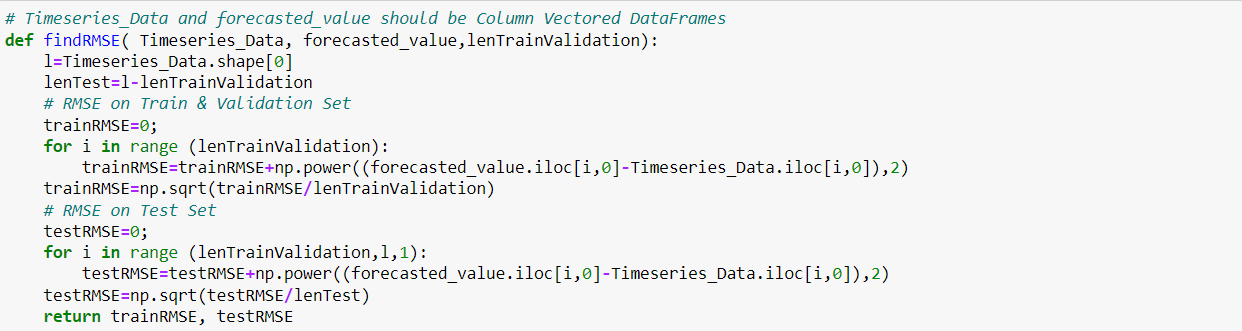 # Timeseries_Data and forecasted_value should be Column Vectored DataFrames
def findRMSE( Timeseries_Data, forecasted_value,lenTrainValidation):
    l=Timeseries_Data.shape[0]
    lenTest=l-lenTrainValidation
    # RMSE on Train & Validation Set
    trainRMSE=0;
    for i in range (lenTrainValidation):
        trainRMSE=trainRMSE+np.power((forecasted_value.iloc[i,0]-Timeseries_Data.iloc[i,0]),2)
    trainRMSE=np.sqrt(trainRMSE/lenTrainValidation)
    # RMSE on Test Set
    testRMSE=0;
    for i in range (lenTrainValidation,l,1):
        testRMSE=testRMSE+np.power((forecasted_value.iloc[i,0]-Timeseries_Data.iloc[i,0]),2)
    testRMSE=np.sqrt(testRMSE/lenTest)
    return trainRMSE, testRMSE